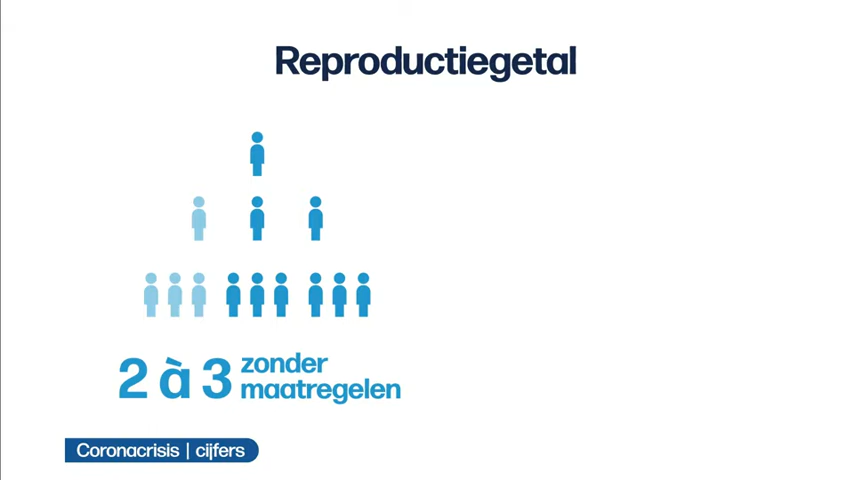 Reproductiegetal
2 à 3 zonder
maatregelen
Coronacrisis | cijfers